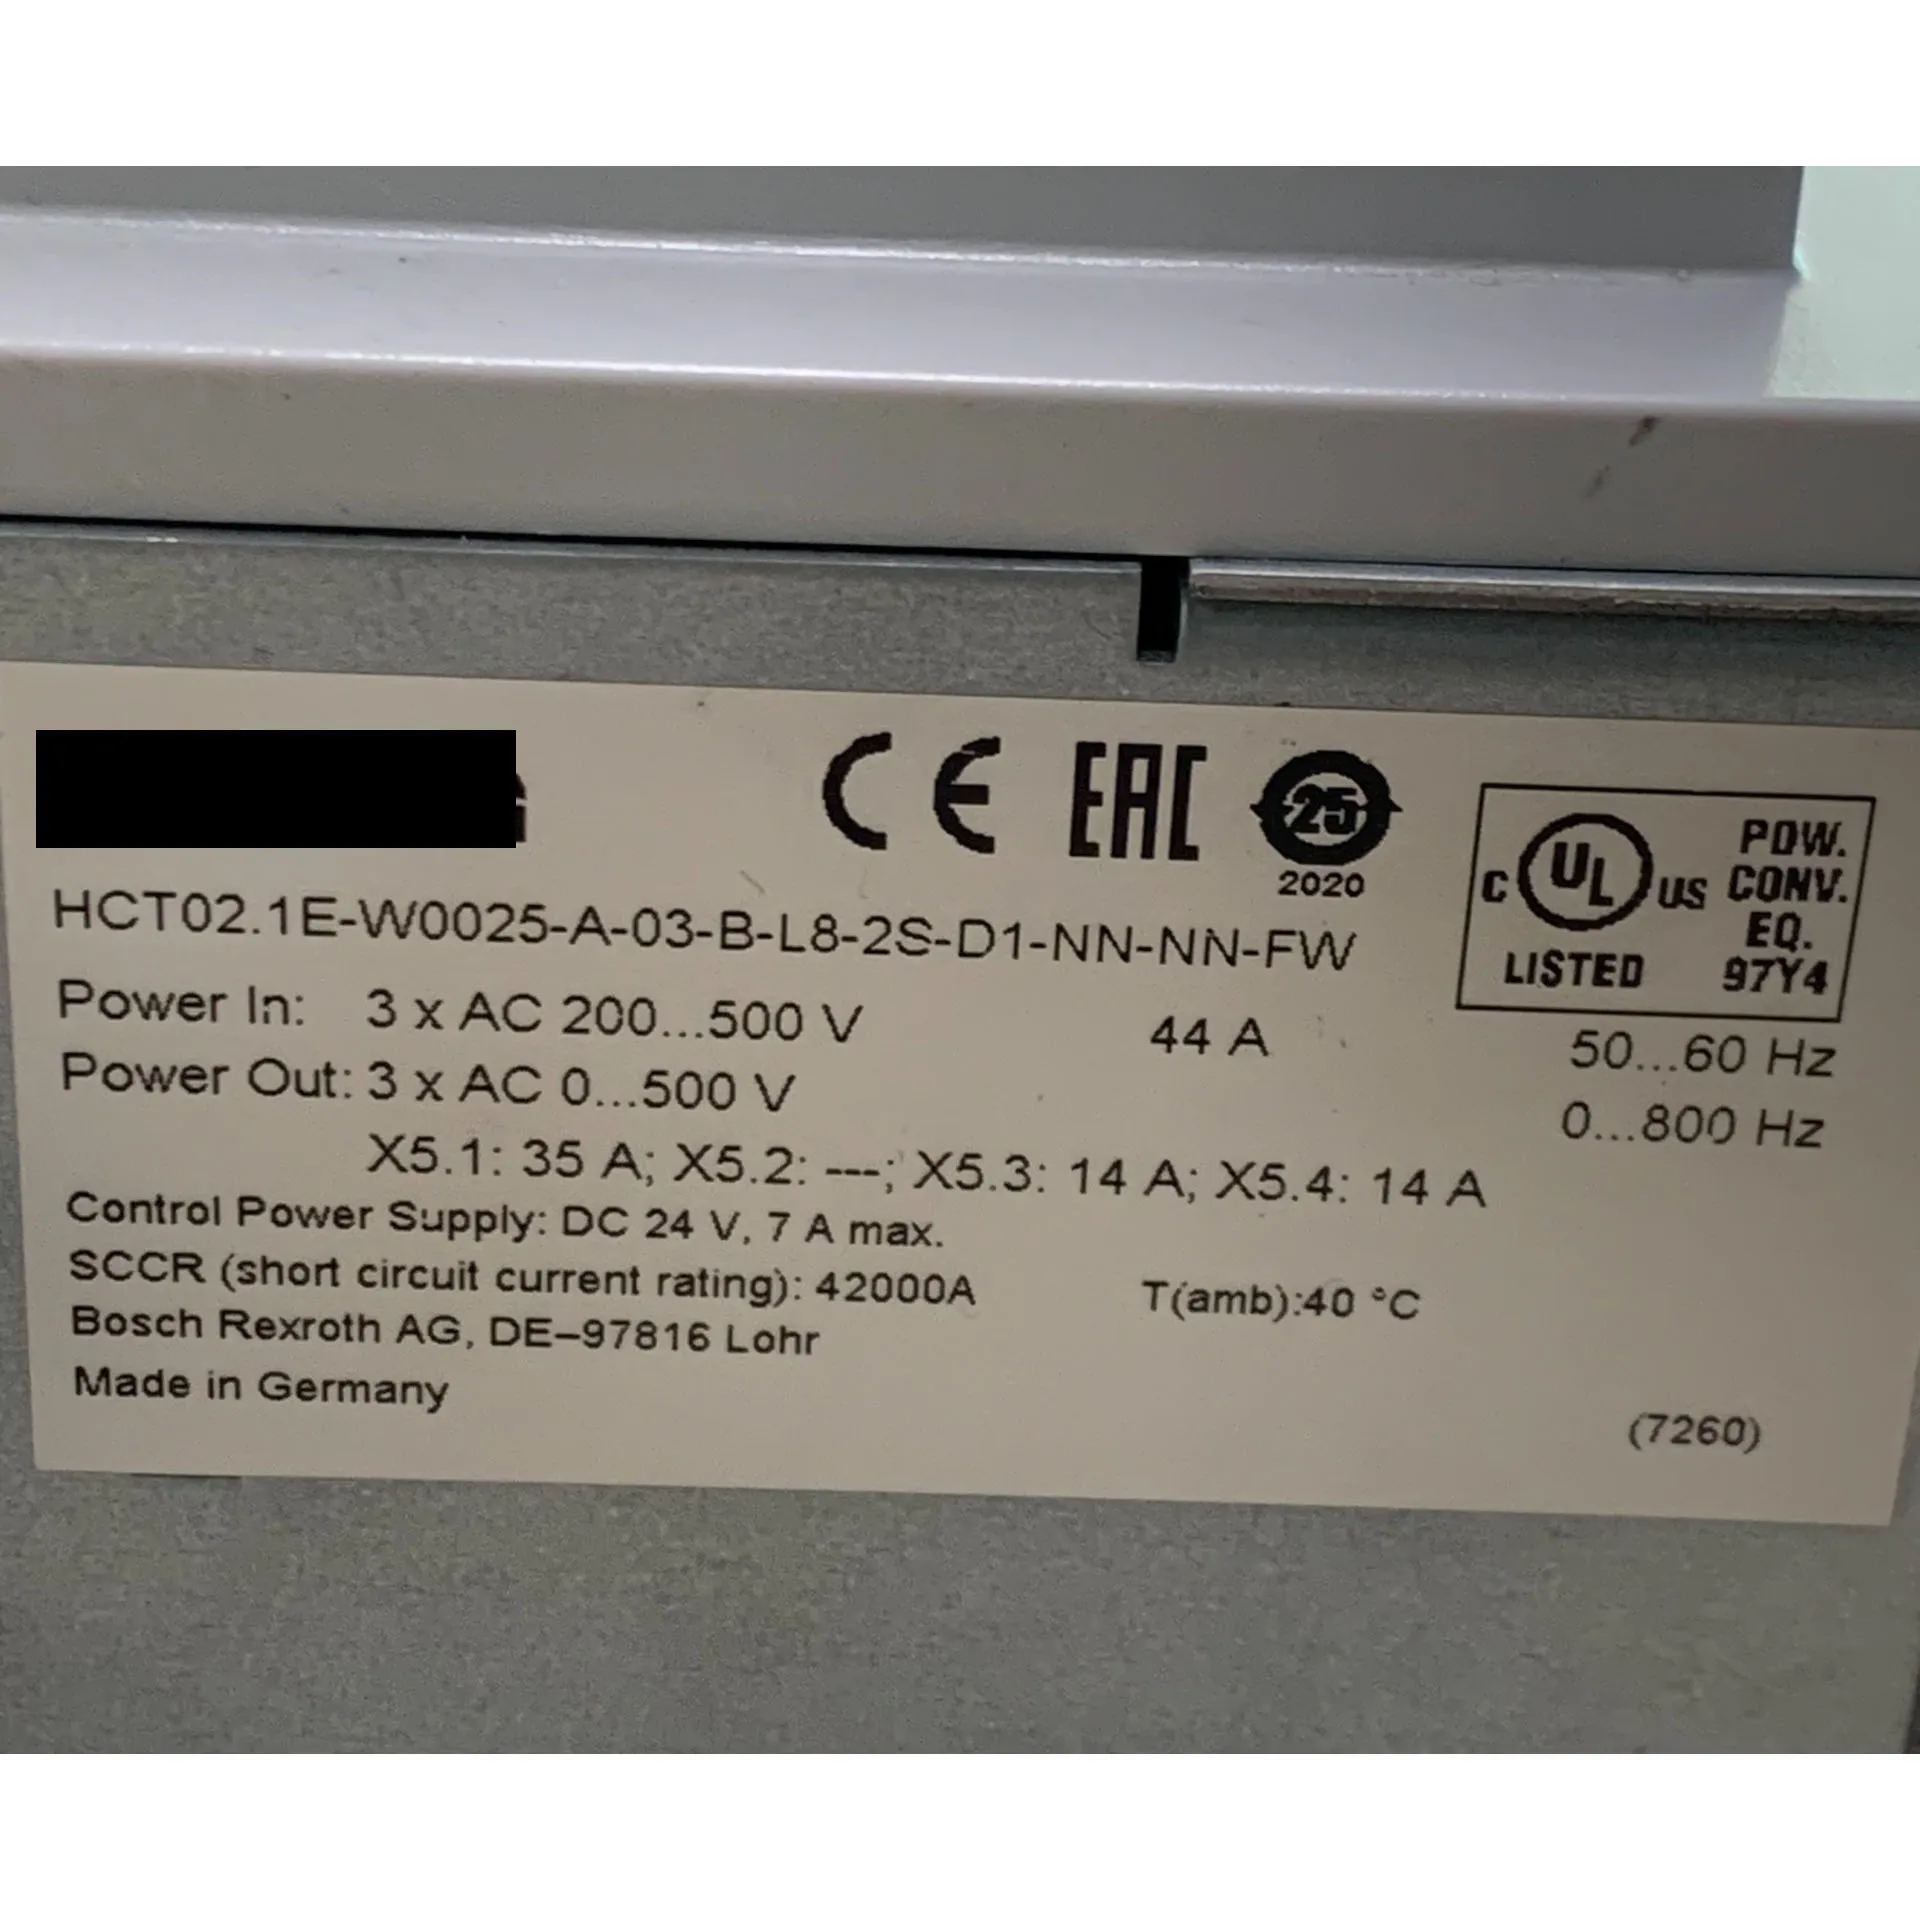 CE EAC 25
2020
C UL US POW.
CONV.
EQ.
LISTED 97Y4
HCT02.1E-W0025-A-03-B-L8-2S-D1-NN-NN-FW
Power In: 3 x AC 200...500 V 44 A 50...60 Hz
Power Out: 3 x AC 0...500 V 0...800 Hz
X5.1: 35 A; X5.2: ---; X5.3: 14 A; X5.4: 14 A
Control Power Supply: DC 24 V, 7 A max.
SCCR (short circuit current rating): 42000A T(amb):40 °C
Bosch Rexroth AG, DE–97816 Lohr
Made in Germany
(7260)